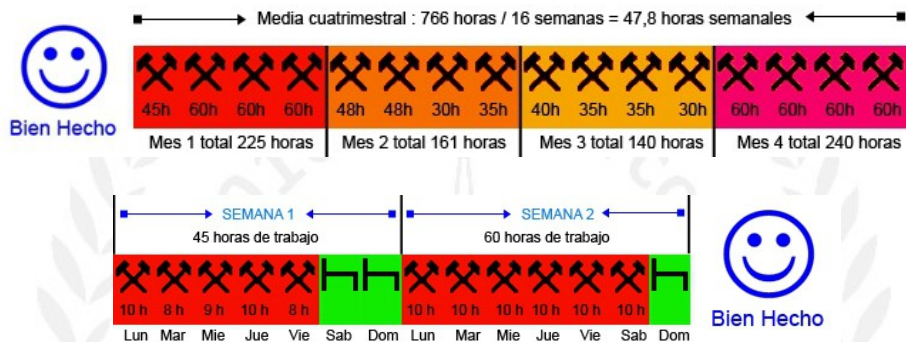 Media cuatrimestral : 766 horas / 16 semanas = 47,8 horas semanales
45h 60h 60h 60h 48h 48h 30h 35h 40h 35h 35h 30h 60h 60h 60h 60h
Bien Hecho
Mes 1 total 225 horas Mes 2 total 161 horas Mes 3 total 140 horas Mes 4 total 240 horas
SEMANA 1 SEMANA 2
45 horas de trabajo 60 horas de trabajo
10 h 8 h 9 h 10 h 8 h 10 h 10 h 10 h 10 h 10 h 10 h
Bien Hecho
Lun Mar Mie Jue Vie Sab Dom Lun Mar Mie Jue Vie Sab Dom